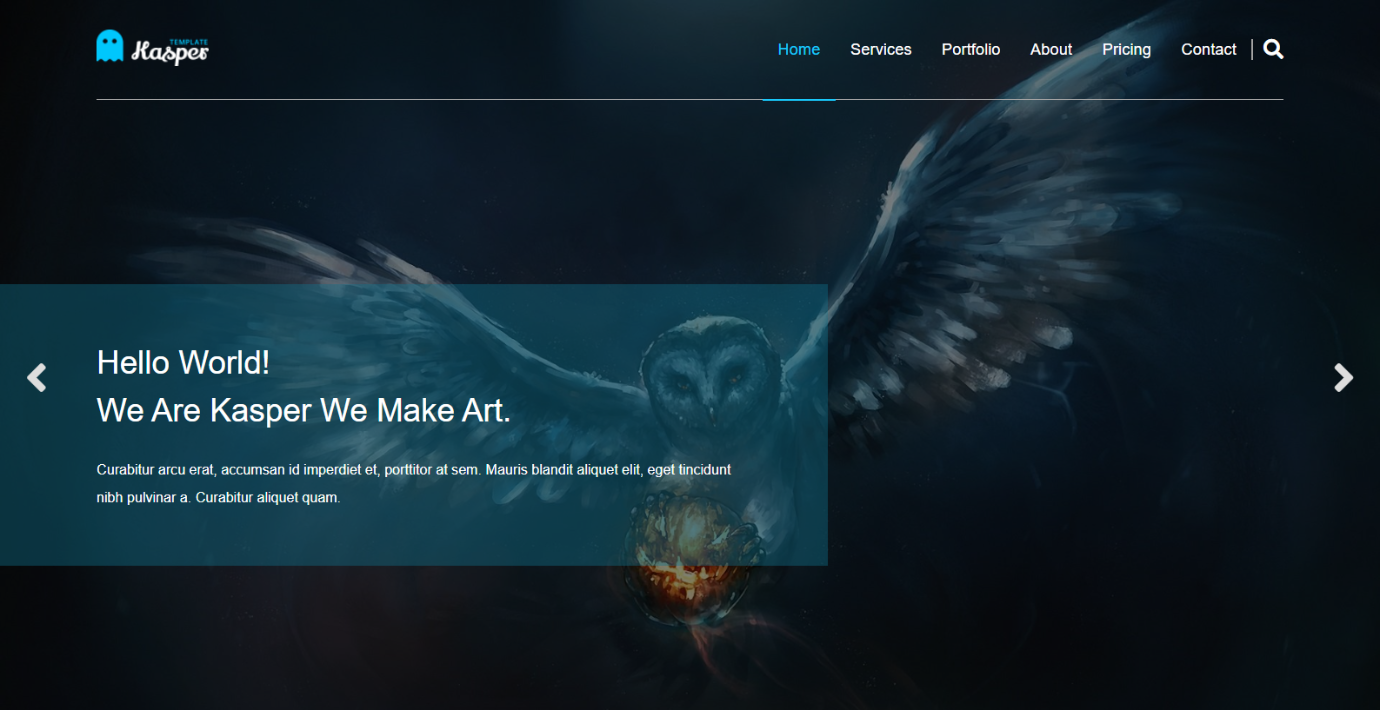 TEMPLATE
Kasper
Home Services Portfolio About Pricing Contact
Hello World!
We Are Kasper We Make Art.
Curabitur arcu erat, accumsan id imperdiet et, porttitor at sem. Mauris blandit aliquet elit, eget tincidunt
nibh pulvinar a. Curabitur aliquet quam.